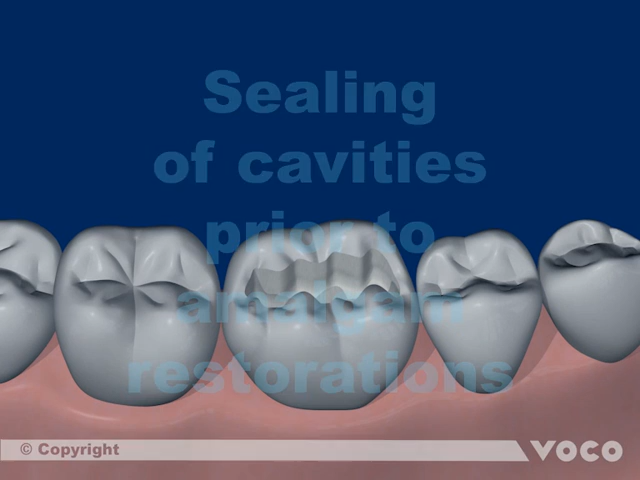 Sealing
of cavities
prior to
amalgam
restorations
© Copyright
VOCO